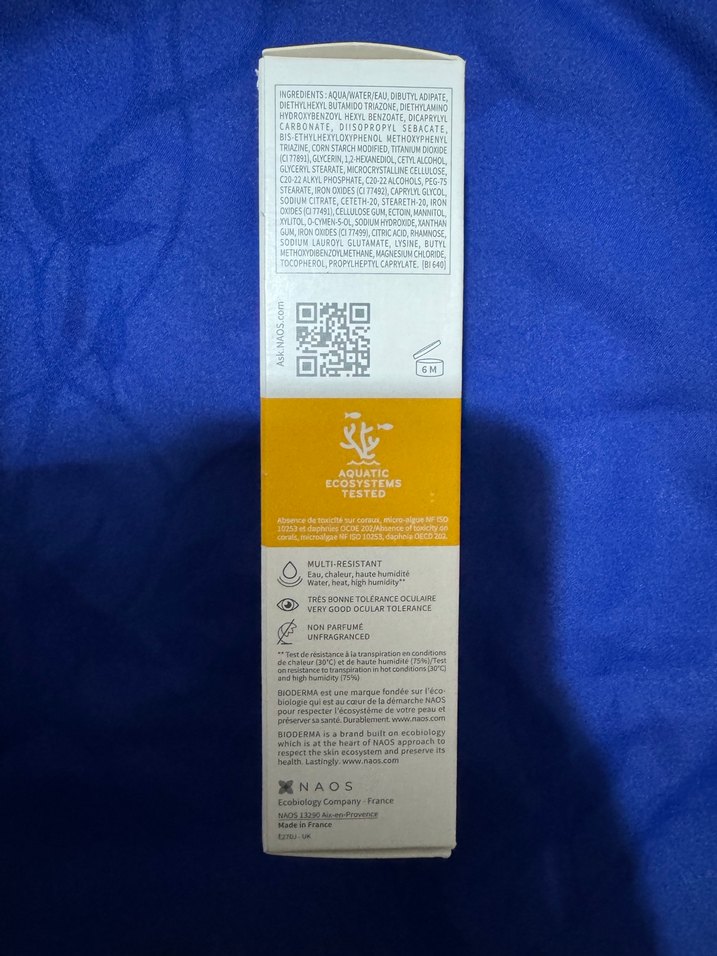 INGREDIENTS : AQUA/WATER/EAU, DIBUTYL ADIPATE,
DIETHYLHEXYL BUTAMIDO TRIAZONE, DIETHYLAMINO
HYDROXYBENZOYL HEXYL BENZOATE, DICAPRYLYL
CARBONATE, DIISOPROPYL SEBACATE,
BIS-ETHYLHEXYLOXYPHENOL METHOXYPHENYL
TRIAZINE, CORN STARCH MODIFIED, TITANIUM DIOXIDE
(CI 77891), GLYCERIN, 1,2-HEXANEDIOL, CETYL ALCOHOL,
GLYCERYL STEARATE, MICROCRYSTALLINE CELLULOSE,
C20-22 ALKYL PHOSPHATE, C20-22 ALCOHOLS, PEG-75
STEARATE, IRON OXIDES (CI 77492), CAPRYLYL GLYCOL,
SODIUM CITRATE, CETETH-20, STEARETH-20, IRON
OXIDES (CI 77491), CELLULOSE GUM, ECTOIN, MANNITOL,
XYLITOL, O-CYMEN-5-OL, SODIUM HYDROXIDE, XANTHAN
GUM, IRON OXIDES (CI 77499), CITRIC ACID, RHAMNOSE,
SODIUM LAUROYL GLUTAMATE, LYSINE, BUTYL
METHOXYDIBENZOYLMETHANE, MAGNESIUM CHLORIDE,
TOCOPHEROL, PROPYLHEPTYL CAPRYLATE. [BI 640]
Ask.NAOS.com
6 M
AQUATIC
ECOSYSTEMS
TESTED
Absence de toxicité sur coraux, micro-algue NF ISO
10253 et daphnies OCDE 202/Absence of toxicity on
corals, microalgae NF ISO 10253, daphnia OECD 202.
MULTI-RESISTANT
Eau, chaleur, haute humidité
Water, heat, high humidity**
TRÈS BONNE TOLÉRANCE OCULAIRE
VERY GOOD OCULAR TOLERANCE
NON PARFUMÉ
UNFRAGRANCED
** Test de résistance à la transpiration en conditions
de chaleur (30°C) et de haute humidité (75%)/Test
on resistance to transpiration in hot conditions (30°C)
and high humidity (75%)
BIODERMA est une marque fondée sur l'éco-
biologie qui est au cœur de la démarche NAOS
pour respecter l'écosystème de votre peau et
préserver sa santé. Durablement. www.naos.com
BIODERMA is a brand built on ecobiology
which is at the heart of NAOS approach to
respect the skin ecosystem and preserve its
health. Lastingly. www.naos.com
NAOS
Ecobiology Company - France
NAOS 13290 Aix-en-Provence
Made in France
E270J - UK